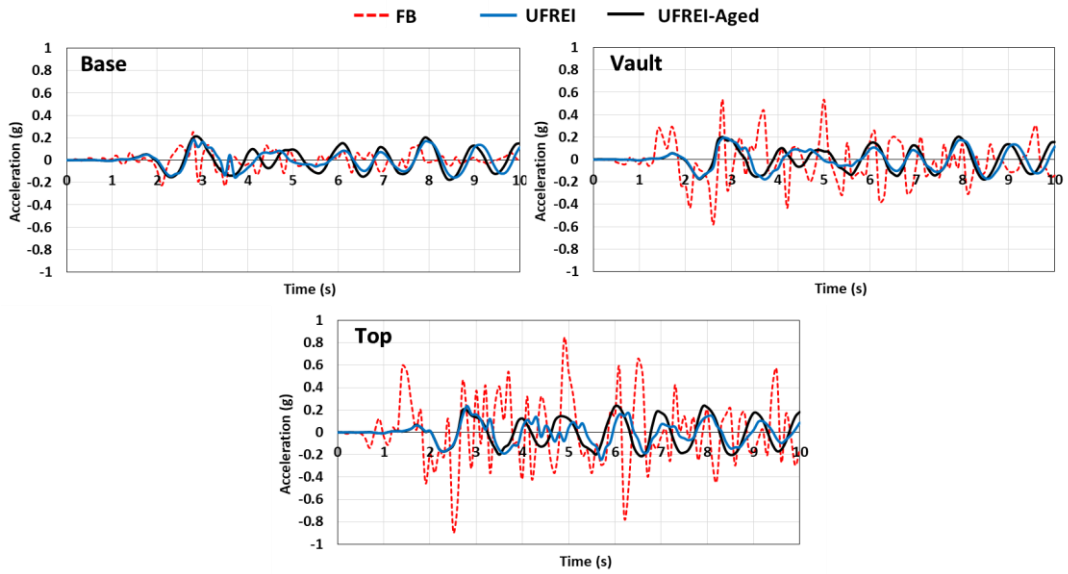 FB UFREI UFREI-Aged
Base
Acceleration (g)
1
0.8
0.6
0.4
0.2
0
-0.2
-0.4
-0.6
-0.8
-1
0 1 2 3 4 5 6 7 8 9 10
Time (s)
Vault
Acceleration (g)
1
0.8
0.6
0.4
0.2
0
-0.2
-0.4
-0.6
-0.8
-1
0 1 2 3 4 5 6 7 8 9 10
Time (s)
Top
Acceleration (g)
1
0.8
0.6
0.4
0.2
0
-0.2
-0.4
-0.6
-0.8
-1
0 1 2 3 4 5 6 7 8 9 10
Time (s)